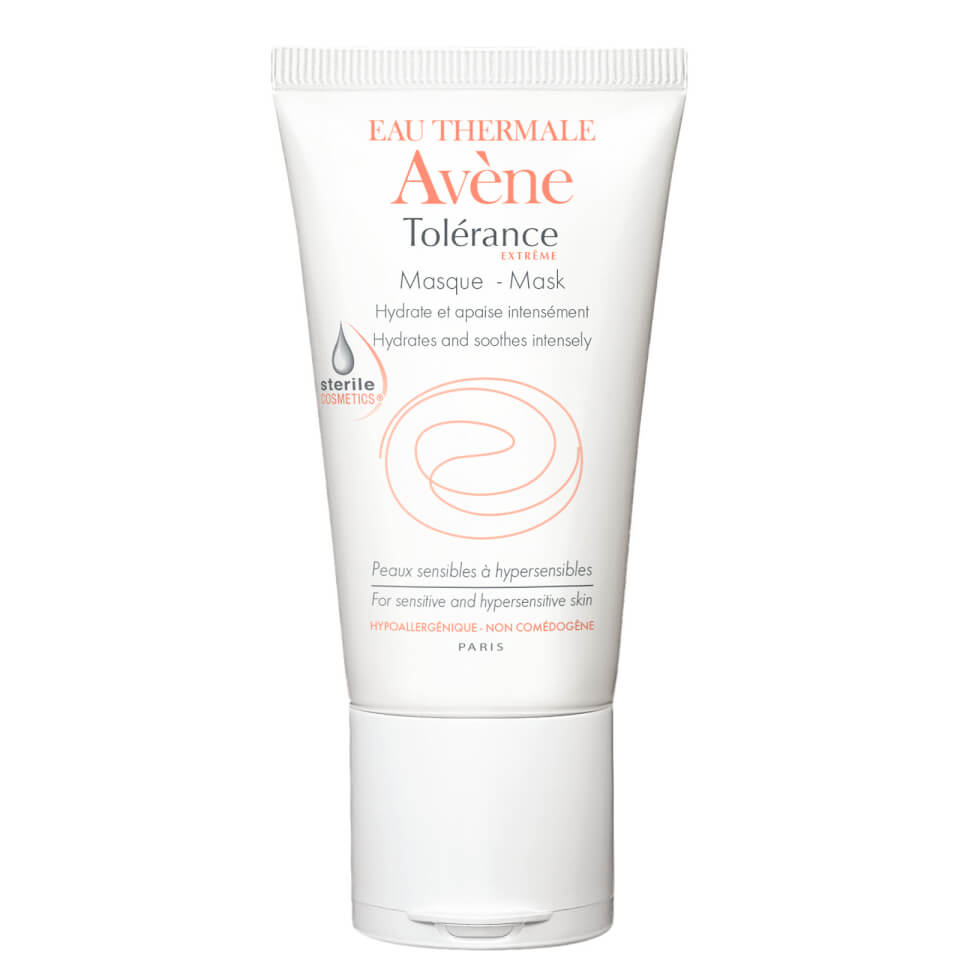 EAU THERMALE
Avène
Tolérance
EXTRÊME
Masque - Mask
Hydrate et apaise intensément
Hydrates and soothes intensely
sterile
COSMETICS®
Peaux sensibles à hypersensibles
For sensitive and hypersensitive skin
HYPOALLERGÉNIQUE - NON COMÉDOGÈNE
PARIS